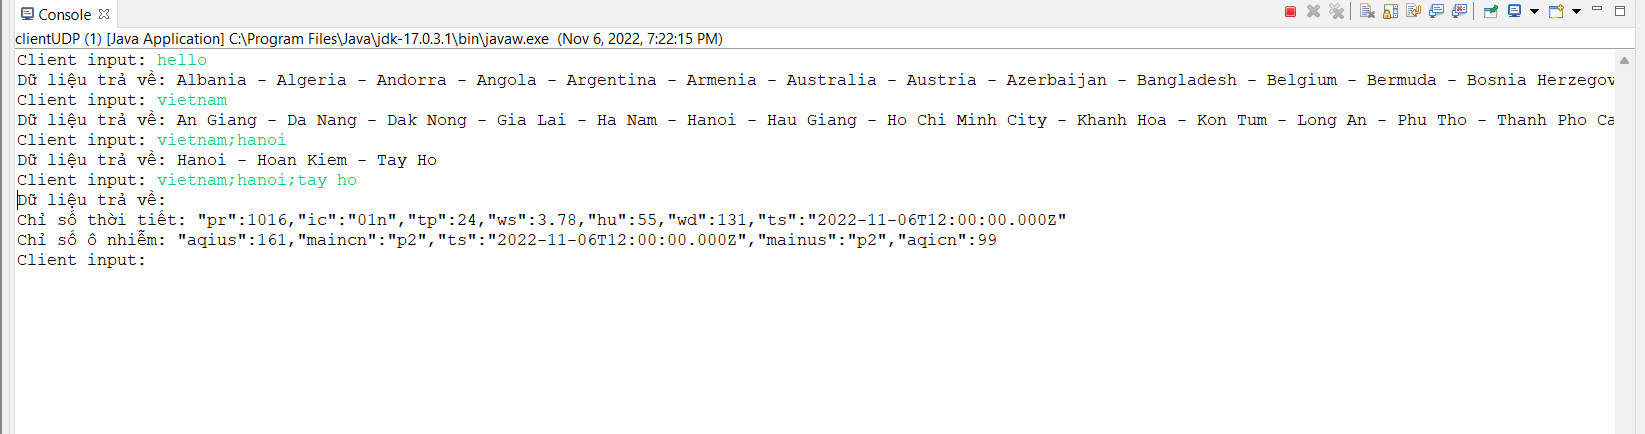 Console
clientUDP (1) [Java Application] C:\Program Files\Java\jdk-17.0.3.1\bin\javaw.exe (Nov 6, 2022, 7:22:15 PM)
Client input: hello
Dữ liệu trả về: Albania - Algeria - Andorra - Angola - Argentina - Armenia - Australia - Austria - Azerbaijan - Bangladesh - Belgium - Bermuda - Bosnia Herzegov
Client input: vietnam
Dữ liệu trả về: An Giang - Da Nang - Dak Nong - Gia Lai - Ha Nam - Hanoi - Hau Giang - Ho Chi Minh City - Khanh Hoa - Kon Tum - Long An - Phu Tho - Thanh Pho Ca
Client input: vietnam;hanoi
Dữ liệu trả về: Hanoi - Hoan Kiem - Tay Ho
Client input: vietnam;hanoi;tay ho
Dữ liệu trả về:
Chỉ số thời tiết: "pr":1016,"ic":"01n","tp":24,"ws":3.78,"hu":55,"wd":131,"ts":"2022-11-06T12:00:00.000Z"
Chỉ số ô nhiễm: "aqius":161,"maincn":"p2","ts":"2022-11-06T12:00:00.000Z","mainus":"p2","aqicn":99
Client input: